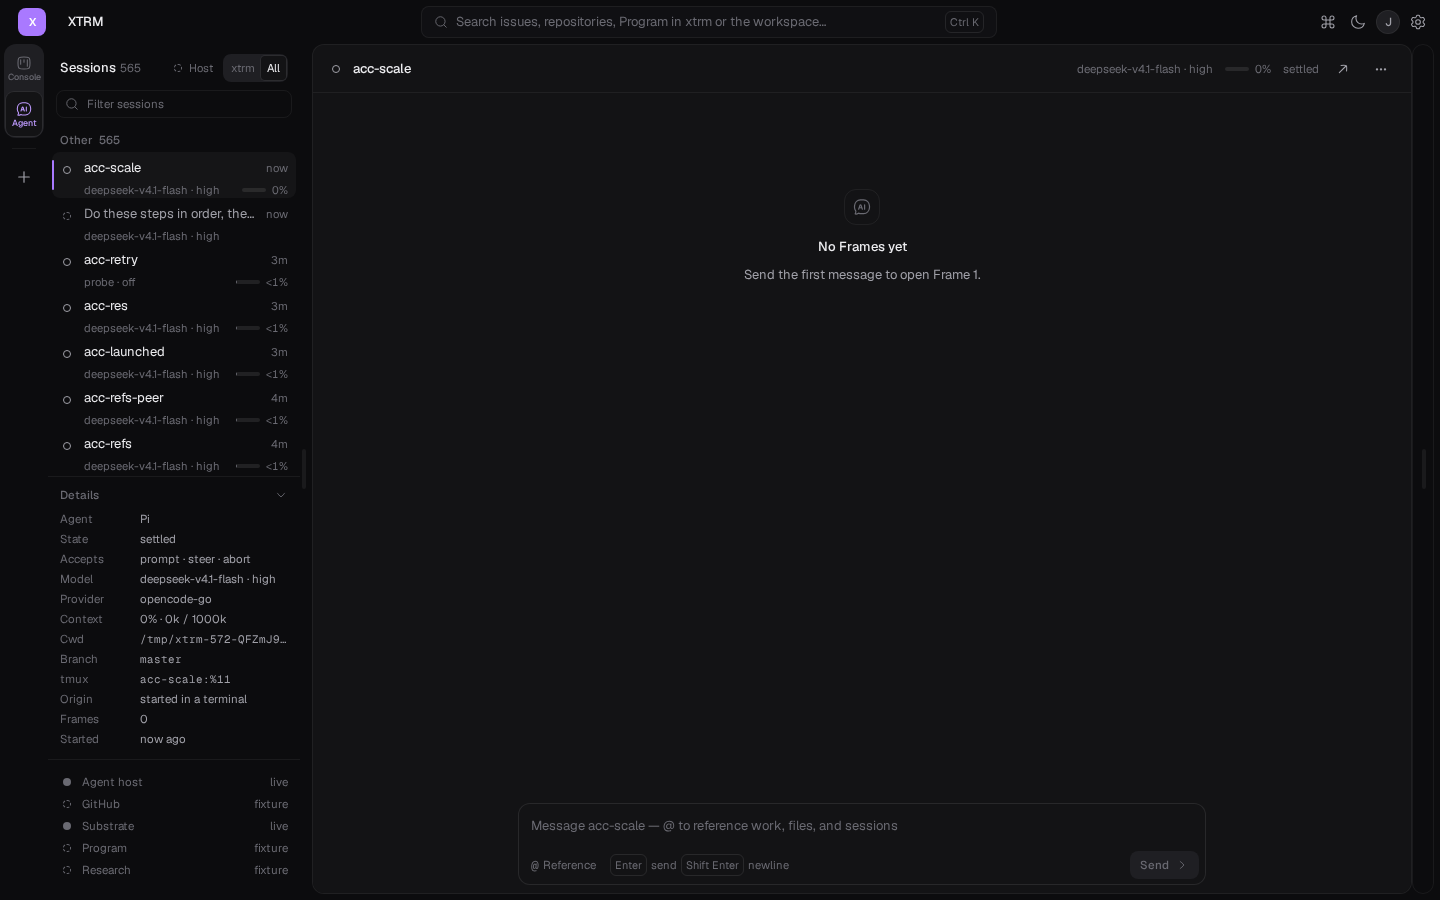 X XTRM Search issues, repositories, Program in xtrm or the workspace... Ctrl K J
Console
AI
Agent
Sessions 565 Host xtrm All
Filter sessions
Other 565
acc-scale now
deepseek-v4.1-flash · high 0%
Do these steps in order, the... now
deepseek-v4.1-flash · high
acc-retry 3m
probe · off <1%
acc-res 3m
deepseek-v4.1-flash · high <1%
acc-launched 3m
deepseek-v4.1-flash · high <1%
acc-refs-peer 4m
deepseek-v4.1-flash · high <1%
acc-refs 4m
deepseek-v4.1-flash · high <1%
Details
Agent Pi
State settled
Accepts prompt · steer · abort
Model deepseek-v4.1-flash · high
Provider opencode-go
Context 0% · 0k / 1000k
Cwd /tmp/xtrm-572-QFZmJ9...
Branch master
tmux acc-scale:%11
Origin started in a terminal
Frames 0
Started now ago
Agent host live
GitHub fixture
Substrate live
Program fixture
Research fixture
acc-scale deepseek-v4.1-flash · high 0% settled
AI
No Frames yet
Send the first message to open Frame 1.
Message acc-scale — @ to reference work, files, and sessions
@ Reference Enter send Shift Enter newline Send